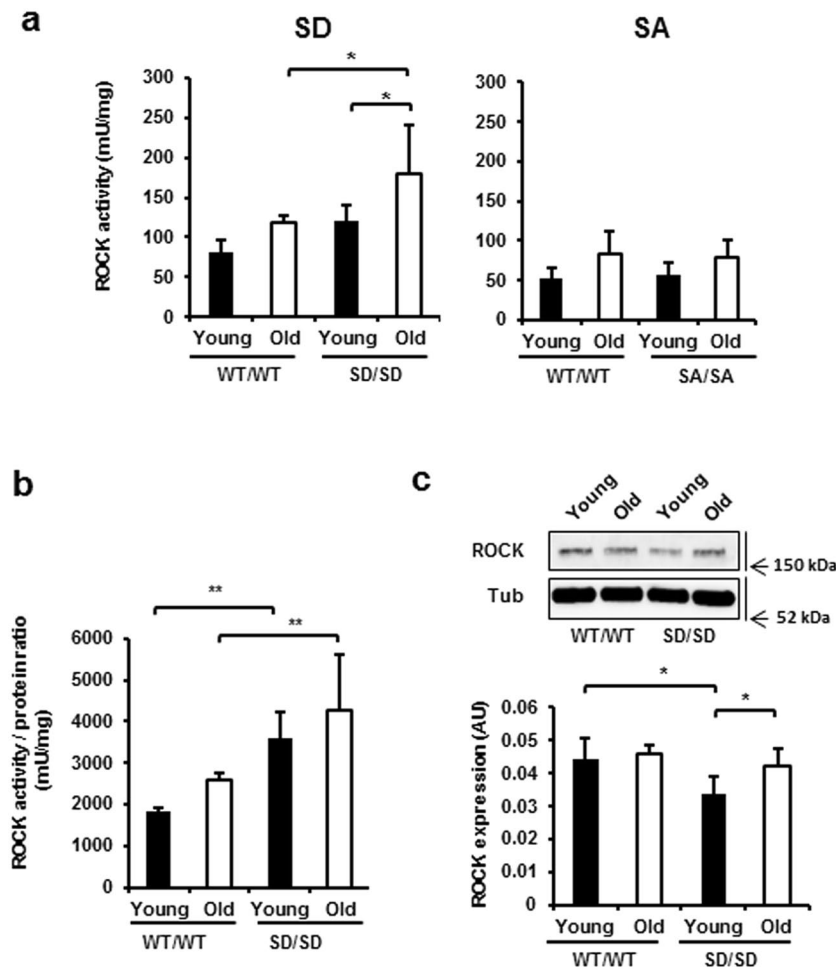 a
SD
SA
ROCK activity (mU/mg)
300
250
200
150
100
50
0
*
*
Young Old Young Old
WT/WT SD/SD
300
250
200
150
100
50
0
Young Old Young Old
WT/WT SA/SA
b
ROCK activity / proteinratio
(mU/mg)
6000
5000
4000
3000
2000
1000
0
**
**
Young Old Young Old
WT/WT SD/SD
c
Young Old Young Old
ROCK
150 kDa
Tub
52 kDa
WT/WT SD/SD
ROCK expression (AU)
0.06
0.05
0.04
0.03
0.02
0.01
0
*
*
Young Old Young Old
WT/WT SD/SD